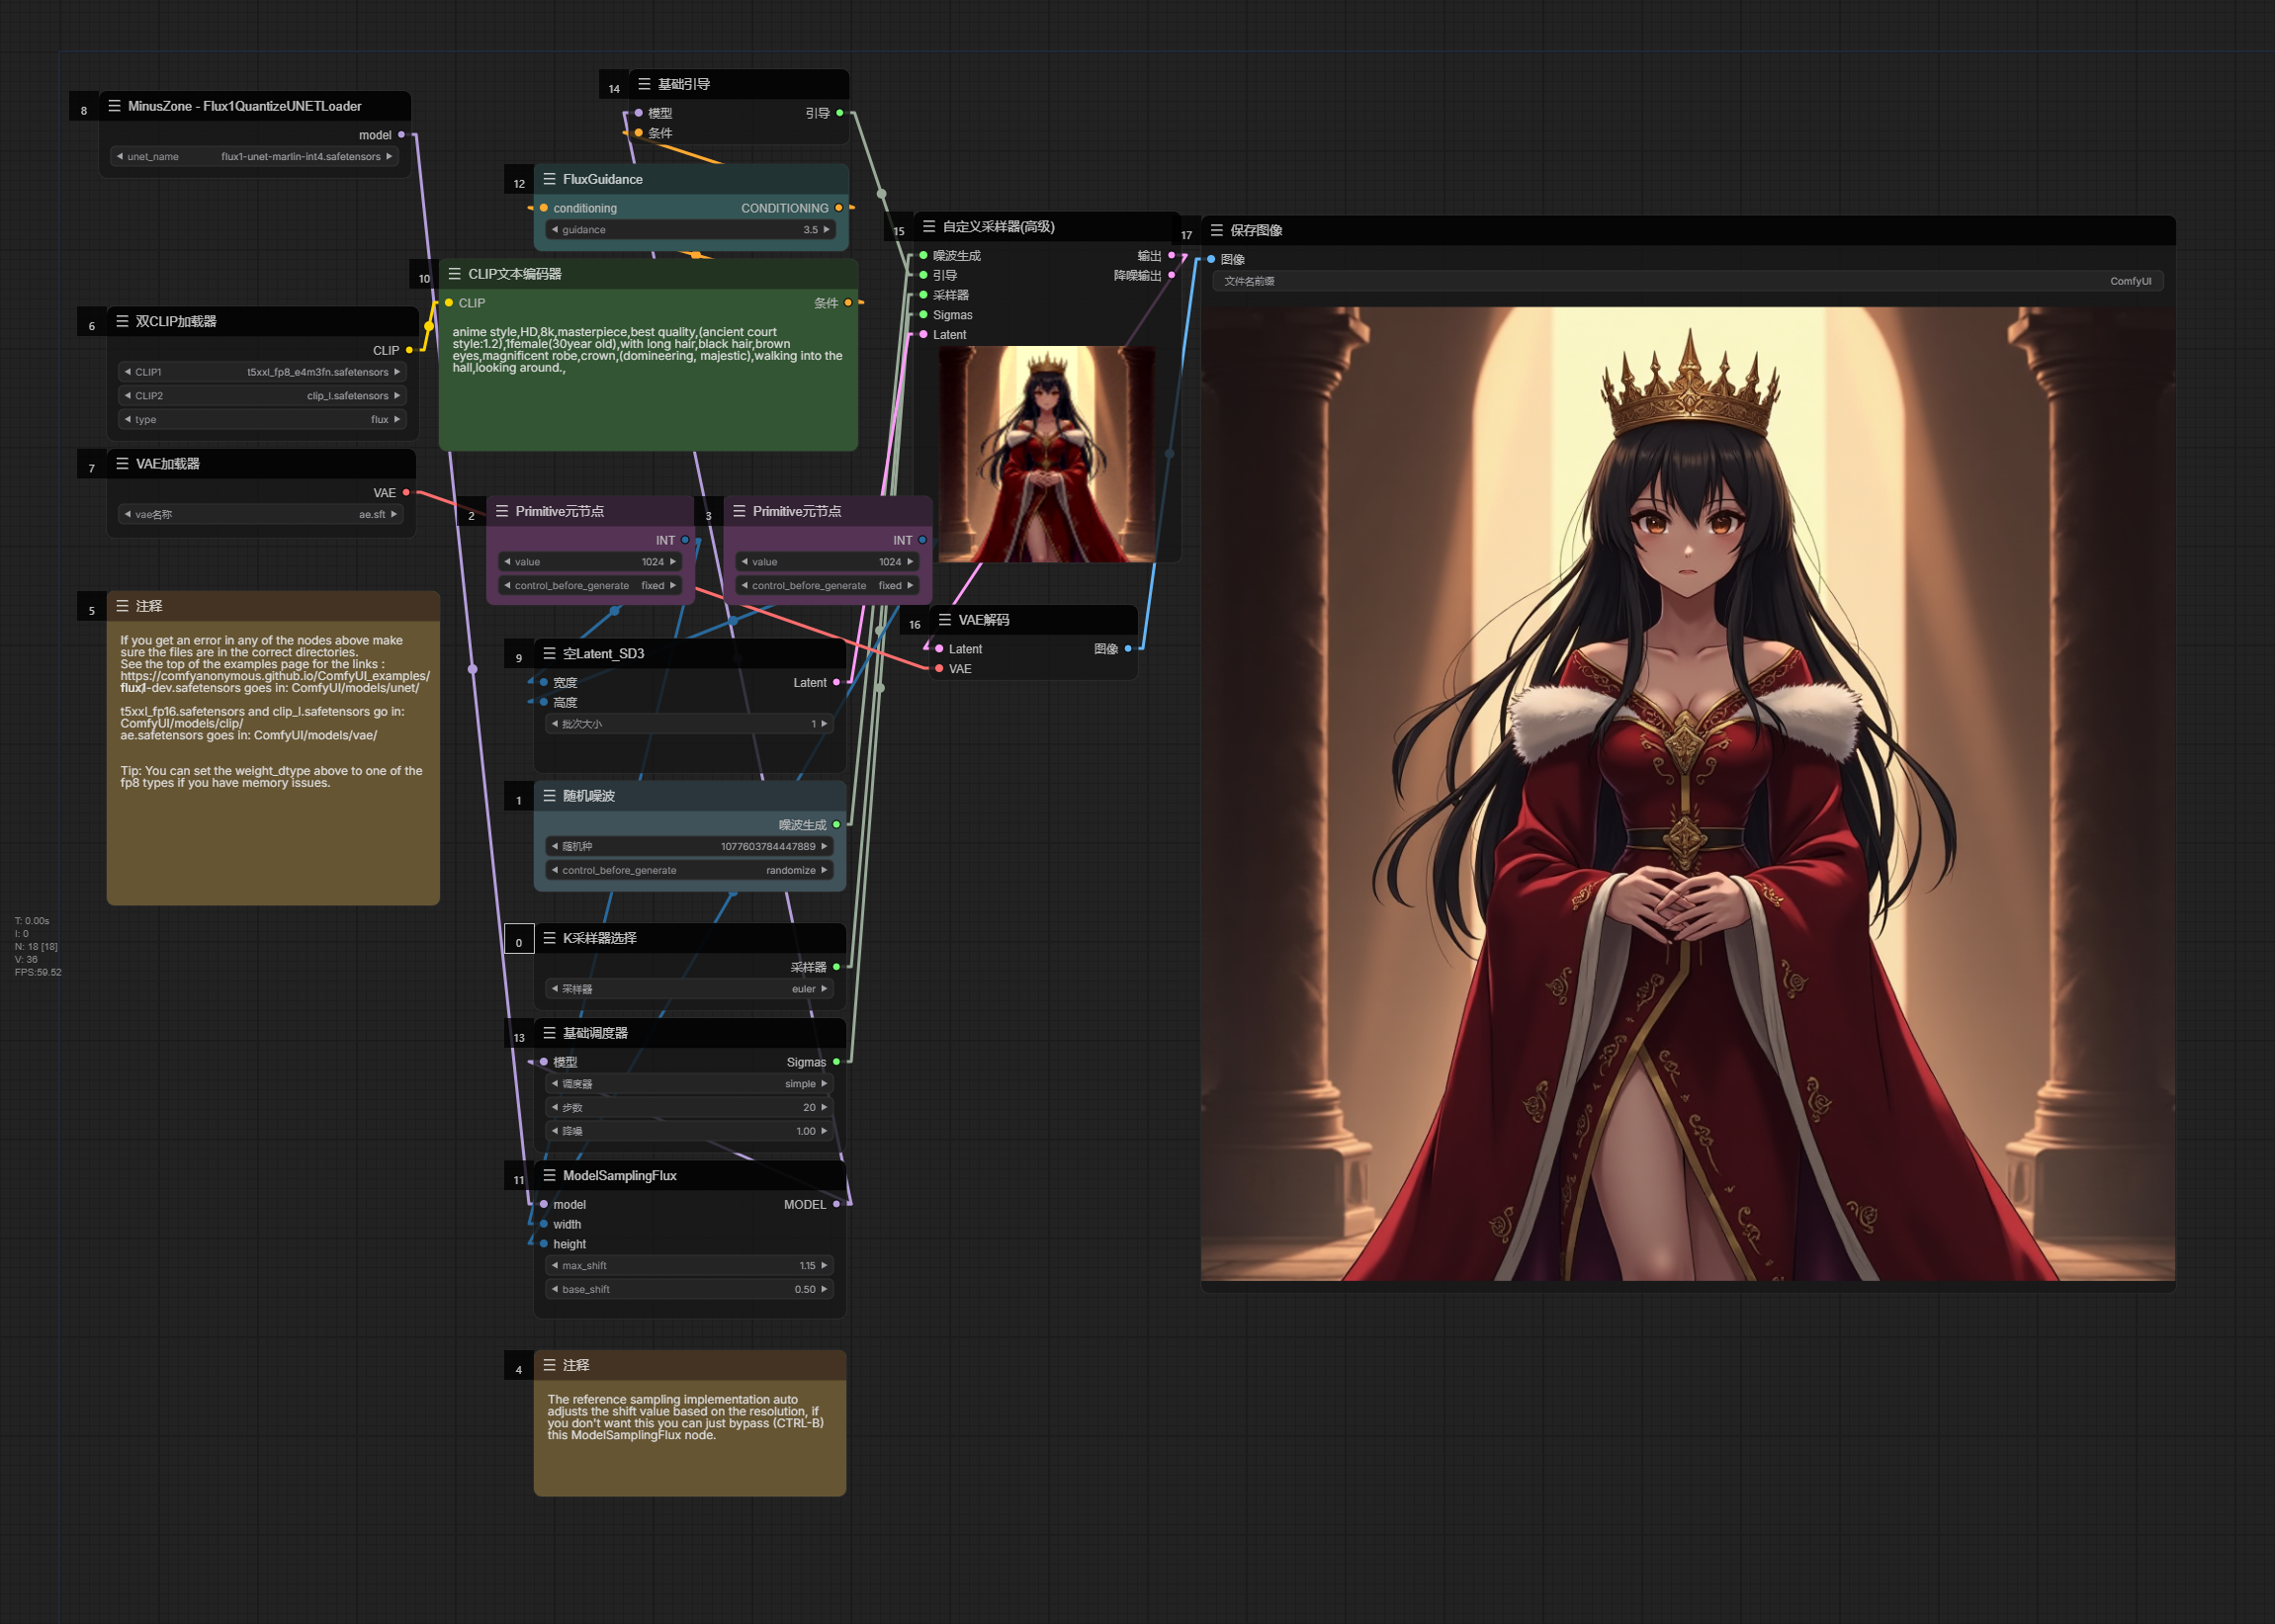 8
MinusZone - Flux1QuantizeUNETLoader
model
unet_name flux1-unet-marlin-int4.safetensors
14
基础引导
模型 引导
条件
12
FluxGuidance
conditioning CONDITIONING
guidance 3.5
10
CLIP文本编码器
CLIP 条件
anime style,HD,8k,masterpiece,best quality,(ancient court
style:1.2),1female(30year old),with long hair,black hair,brown
eyes,magnificent robe,crown,(domineering, majestic),walking into the
hall,looking around.,
6
双CLIP加载器
CLIP
CLIP1 t5xxl_fp8_e4m3fn.safetensors
CLIP2 clip_l.safetensors
type flux
7
VAE加载器
VAE
vae名称 ae.sft
2
Primitive元节点
INT
value 1024
control_before_generate fixed
3
Primitive元节点
INT
value 1024
control_before_generate fixed
5
注释
If you get an error in any of the nodes above make
sure the files are in the correct directories.
See the top of the examples page for the links :
https://comfyanonymous.github.io/ComfyUI_examples/
flux/l-dev.safetensors goes in: ComfyUI/models/unet/
t5xxl_fp16.safetensors and clip_l.safetensors go in:
ComfyUI/models/clip/
ae.safetensors goes in: ComfyUI/models/vae/
Tip: You can set the weight_dtype above to one of the
fp8 types if you have memory issues.
9
空Latent_SD3
宽度 Latent
高度
批次大小 1
1
随机噪波
噪波生成
随机种 1077603784447889
control_before_generate randomize
0
K采样器选择
采样器
采样器 euler
13
基础调度器
模型 Sigmas
调度器 simple
步数 20
降噪 1.00
11
ModelSamplingFlux
model MODEL
width
height
max_shift 1.15
base_shift 0.50
4
注释
The reference sampling implementation auto
adjusts the shift value based on the resolution, if
you don't want this you can just bypass (CTRL-B)
this ModelSamplingFlux node.
15
自定义采样器(高级)
噪波生成 输出
引导 降噪输出
采样器
Sigmas
Latent
16
VAE解码
Latent 图像
VAE
17
保存图像
图像
文件名前缀 ComfyUI
T: 0.00s
I: 0
N: 18 [18]
V: 36
FPS:59.52